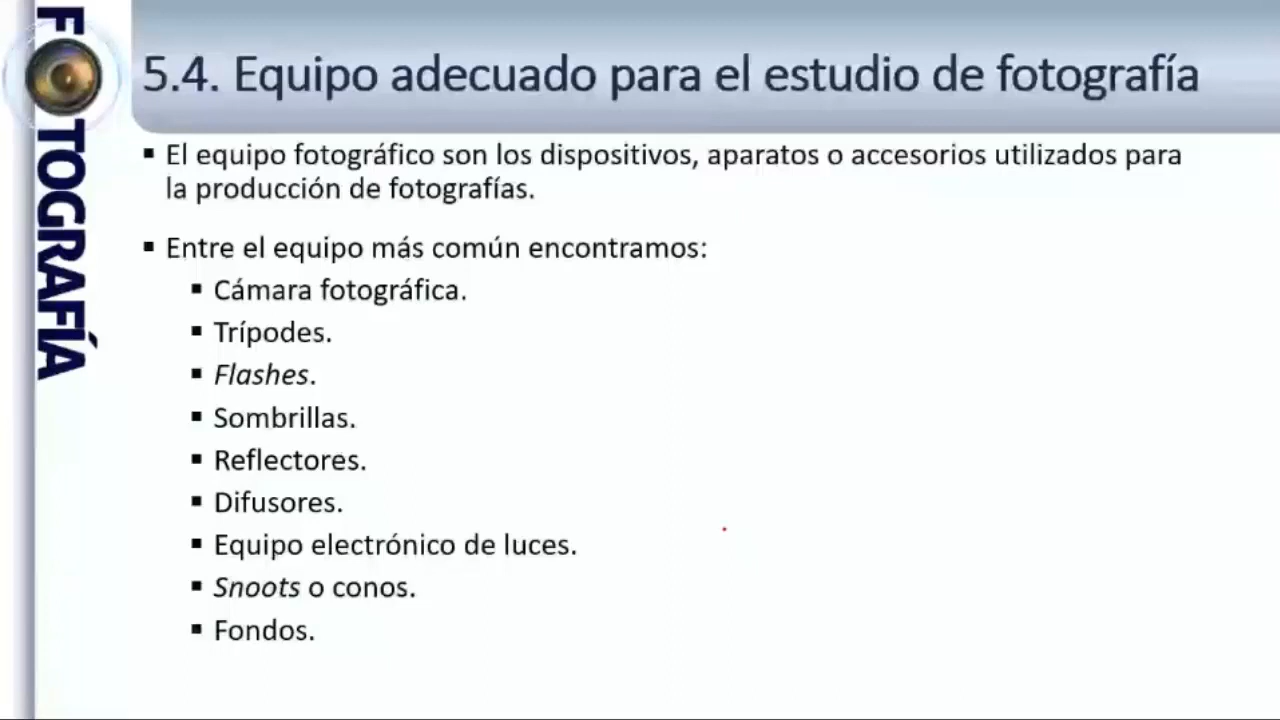 FOTOGRAFÍA
5.4. Equipo adecuado para el estudio de fotografía
▪ El equipo fotográfico son los dispositivos, aparatos o accesorios utilizados para
la producción de fotografías.
▪ Entre el equipo más común encontramos:
▪ Cámara fotográfica.
▪ Trípodes.
▪ Flashes.
▪ Sombrillas.
▪ Reflectores.
▪ Difusores.
▪ Equipo electrónico de luces.
▪ Snoots o conos.
▪ Fondos.